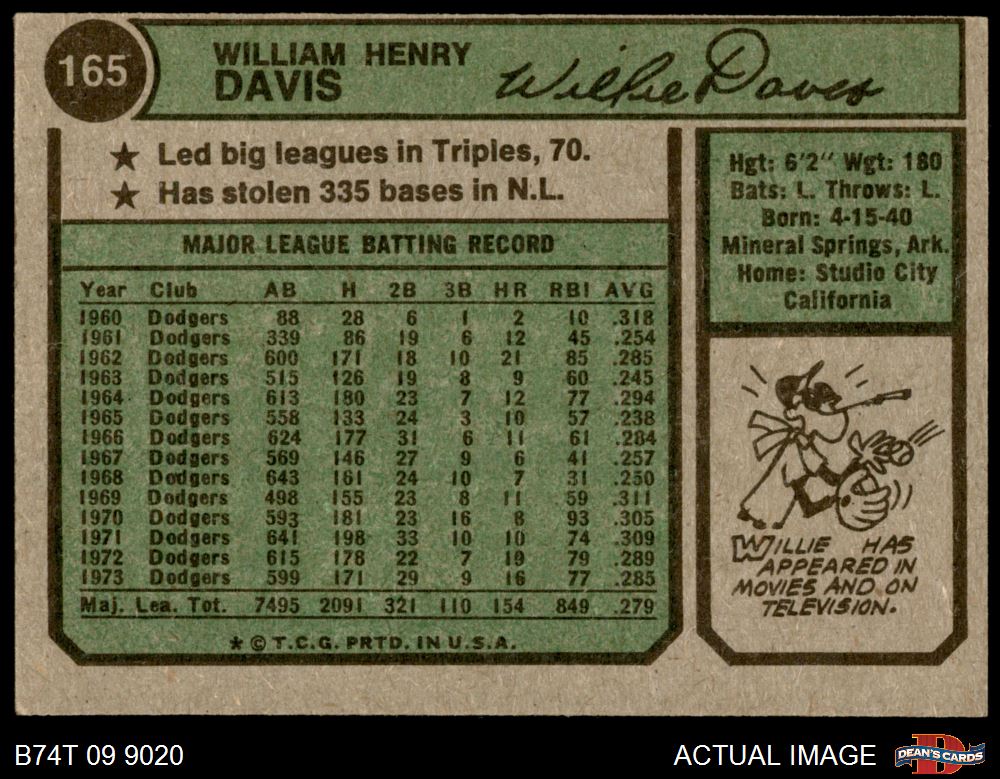 165
WILLIAM HENRY
DAVIS
Willie Davis
★ Led big leagues in Triples, 70.
★ Has stolen 335 bases in N.L.
MAJOR LEAGUE BATTING RECORD
Year Club AB H 2B 3B HR RBI AVG
1960 Dodgers 88 28 6 1 2 10 .318
1961 Dodgers 339 86 19 6 12 45 .254
1962 Dodgers 600 171 18 10 21 85 .285
1963 Dodgers 515 126 19 8 9 60 .245
1964 Dodgers 613 180 23 7 12 77 .294
1965 Dodgers 558 133 24 3 10 57 .238
1966 Dodgers 624 177 31 6 11 61 .284
1967 Dodgers 569 146 27 9 6 41 .257
1968 Dodgers 643 161 24 10 7 31 .250
1969 Dodgers 498 155 23 8 11 59 .311
1970 Dodgers 593 181 23 16 8 93 .305
1971 Dodgers 641 198 33 10 10 74 .309
1972 Dodgers 615 178 22 7 19 79 .289
1973 Dodgers 599 171 29 9 16 77 .285
Maj. Lea. Tot. 7495 2091 321 110 154 849 .279
* © T.C.G. PRTD. IN U.S.A.
Hgt: 6'2" Wgt: 180
Bats: L. Throws: L.
Born: 4-15-40
Mineral Springs, Ark.
Home: Studio City
California
WILLIE HAS
APPEARED IN
MOVIES AND ON
TELEVISION.
B74T 09 9020
ACTUAL IMAGE
D
DEAN'S CARDS